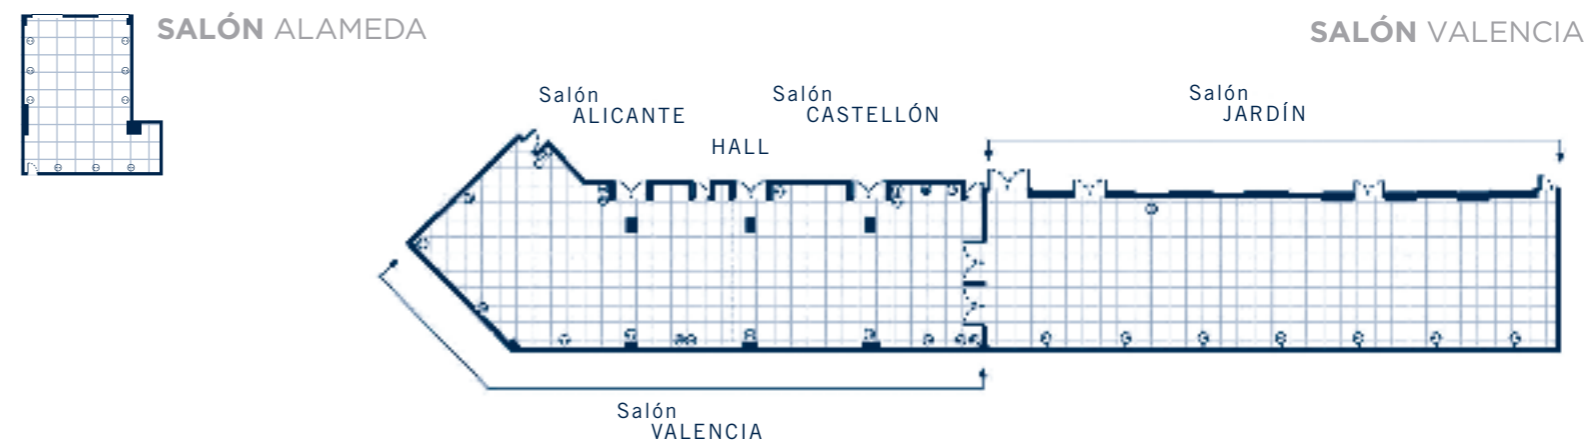 SALÓN ALAMEDA
SALÓN VALENCIA
Salón
ALICANTE
Salón
CASTELLÓN
HALL
Salón
JARDÍN
Salón
VALENCIA